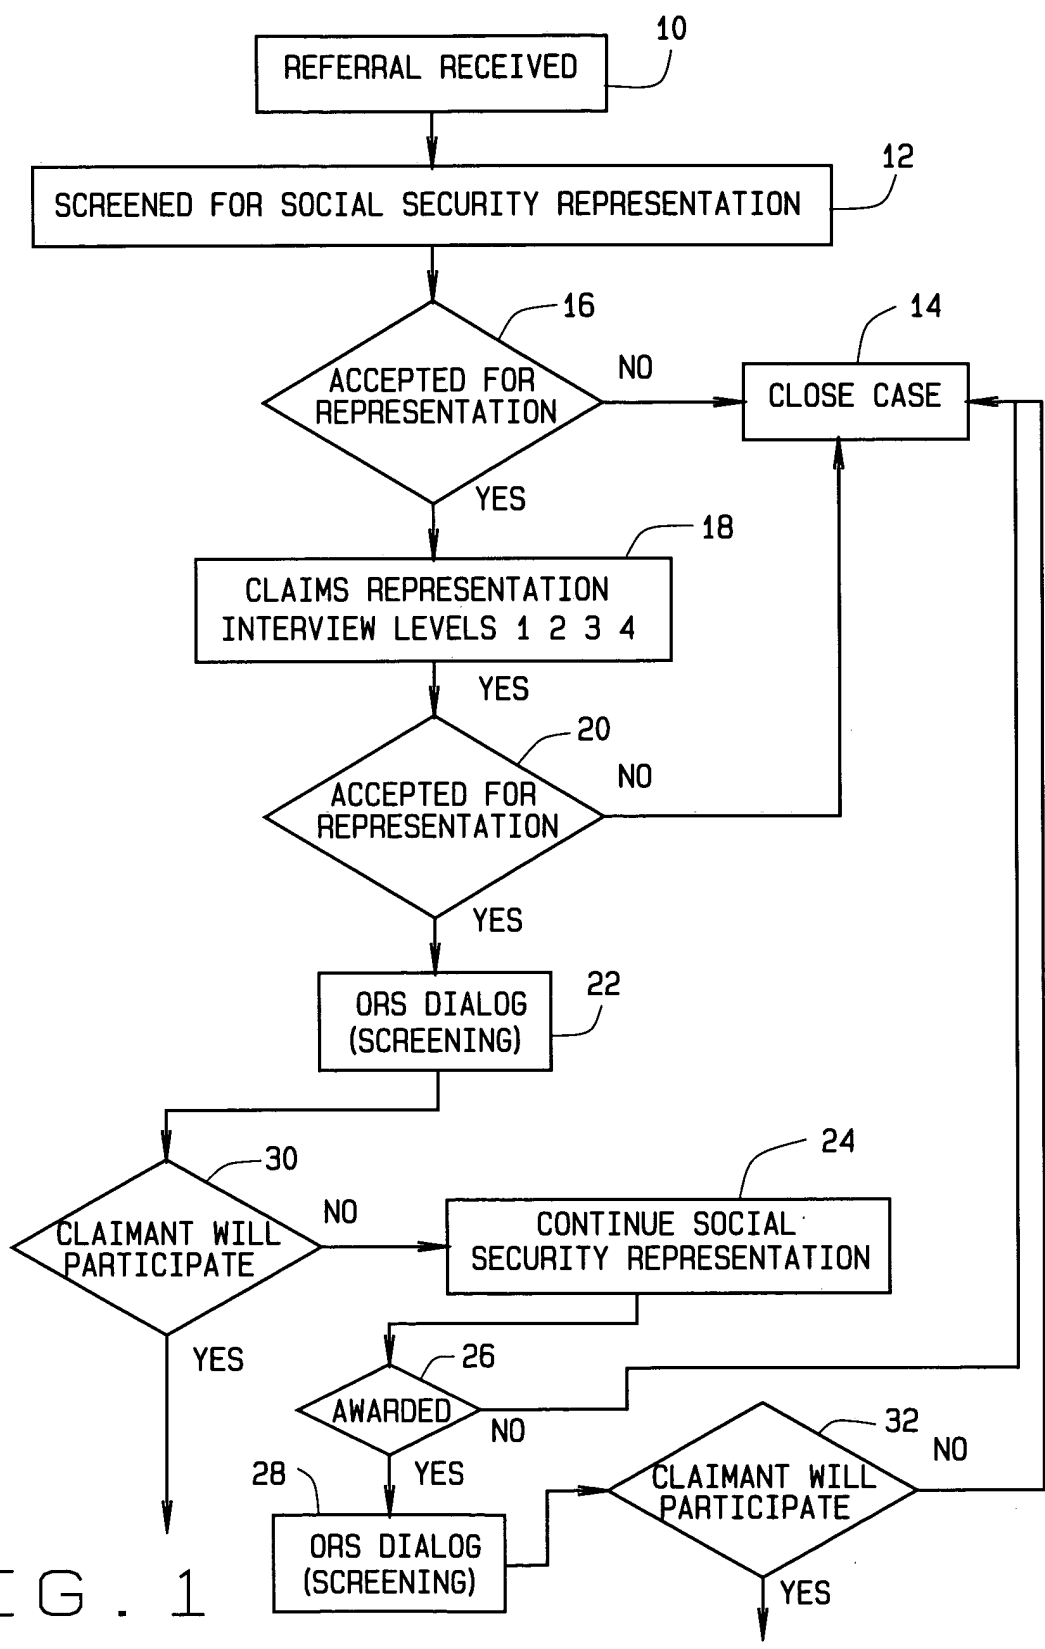 10
REFERRAL RECEIVED
12
SCREENED FOR SOCIAL SECURITY REPRESENTATION
16
14
ACCEPTED FOR
REPRESENTATION
NO
CLOSE CASE
YES
18
CLAIMS REPRESENTATION
INTERVIEW LEVELS 1 2 3 4
YES
20
NO
ACCEPTED FOR
REPRESENTATION
YES
22
ORS DIALOG
(SCREENING)
30
24
CLAIMANT WILL
PARTICIPATE
NO
CONTINUE SOCIAL
SECURITY REPRESENTATION
YES
26
AWARDED
NO
32
NO
YES
28
CLAIMANT WILL
PARTICIPATE
ORS DIALOG
(SCREENING)
YES
IG. 1